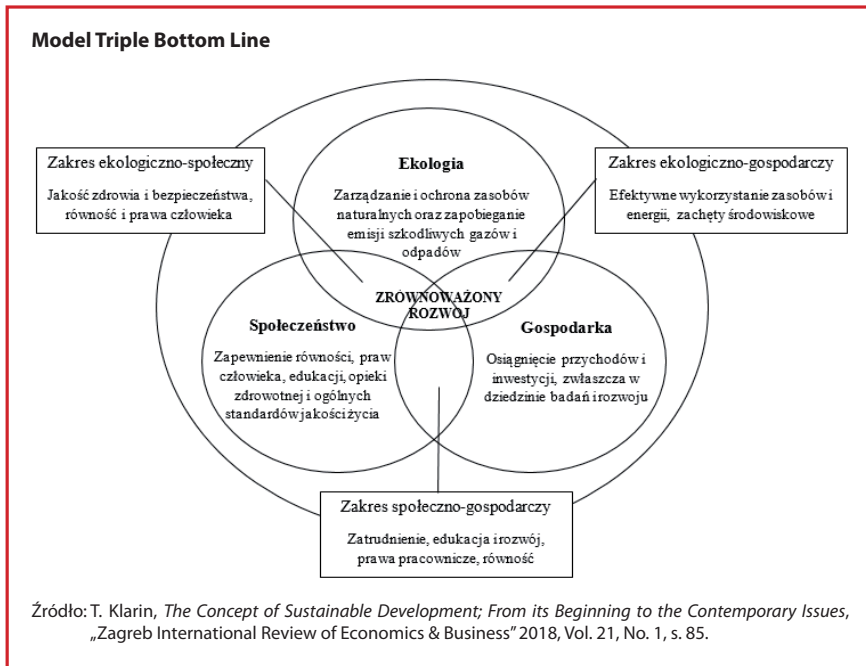 Model Triple Bottom Line
Zakres ekologiczno-społeczny
Jakość zdrowia i bezpieczeństwa,
równość i prawa człowieka
Ekologia
Zarządzanie i ochrona zasobów
naturalnych oraz zapobieganie
emisji szkodliwych gazów i
odpadów
Zakres ekologiczno-gospodarczy
Efektywne wykorzystanie zasobów i
energii, zachęty środowiskowe
ZRÓWNOWAŻONY
ROZWOJ
Społeczeństwo
Zapewnienie równości, praw
człowieka, edukacji, opieki
zdrowotnej i ogólnych
standardów jakości życia
Gospodarka
Osiągnięcie przychodów i
inwestycji, zwłaszcza w
dziedzinie badań irozwoju
Zakres społeczno-gospodarczy
Zatrudnienie, edukacja irozwój,
prawa pracownicze, równość
Źródło: T. Klarin, The Concept of Sustainable Development; From its Beginning to the Contemporary Issues,
„Zagreb International Review of Economics & Business” 2018, Vol. 21, No. 1, s. 85.